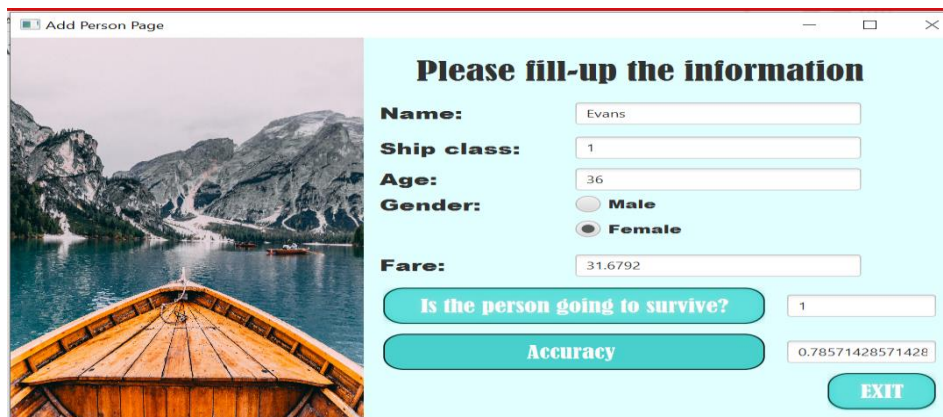 Add Person Page
Please fill-up the information
Name: Evans
Ship class: 1
Age: 36
Gender: Male
Female
Fare: 31.6792
Is the person going to survive? 1
Accuracy 0.78571428571428
EXIT